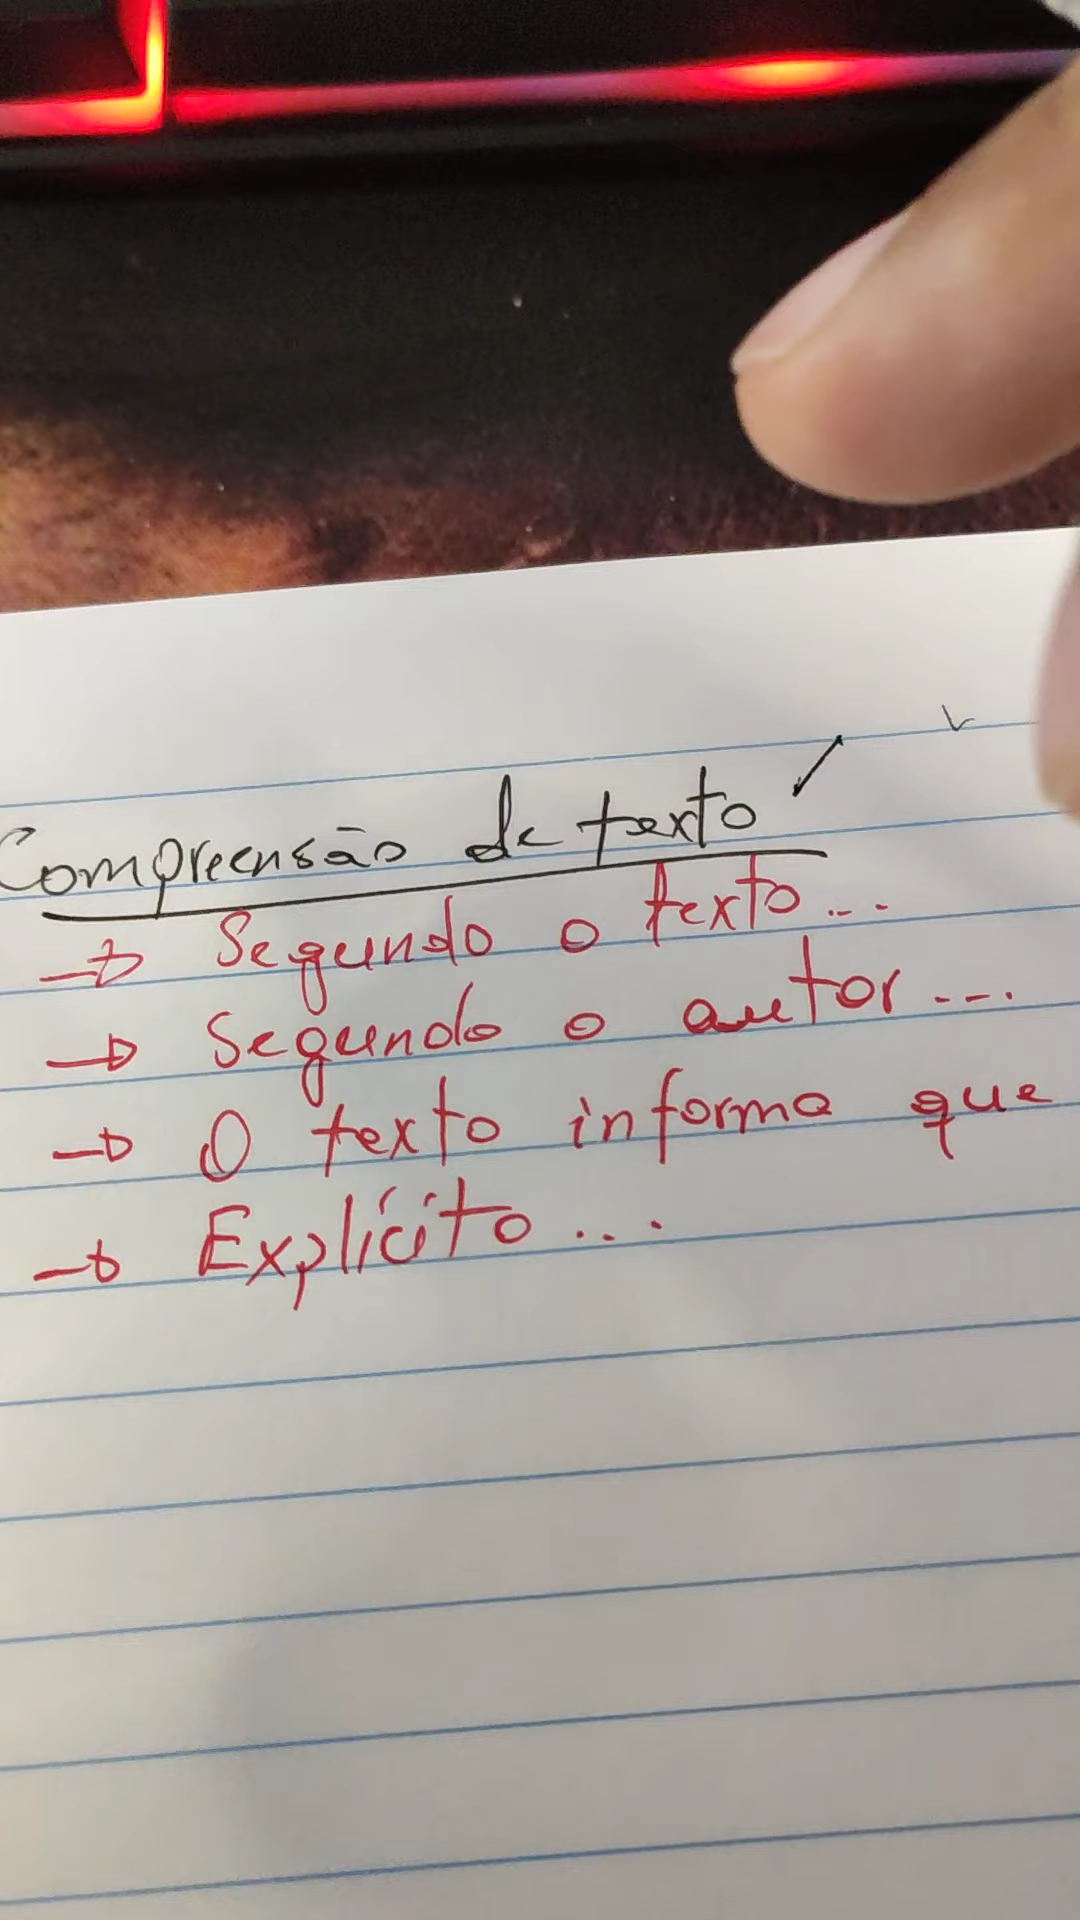 Compreensão de texto
→ Segundo o texto...
→ Segundo o autor...
→ O texto informa que
→ Explícito...